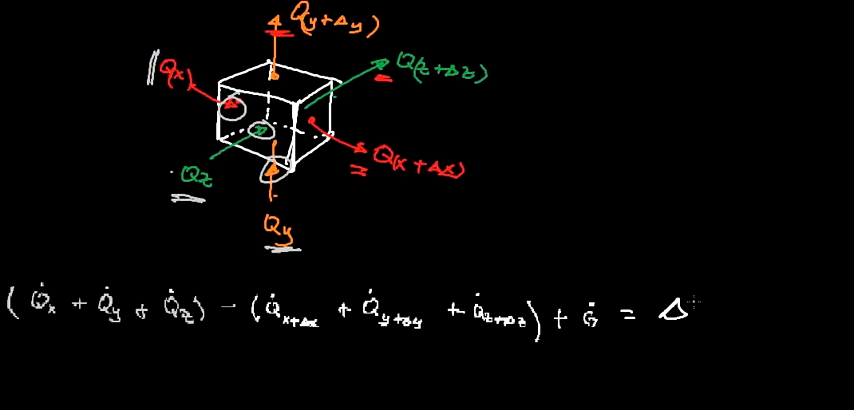 Q(y+Δy)
Q(x)
Q(z+Δz)
Q(x+Δx)
Qz
Qy
(Q̇x + Q̇y + Q̇z) - (Q̇x+Δx + Q̇y+Δy + Q̇z+Δz) + Ġ = Δ